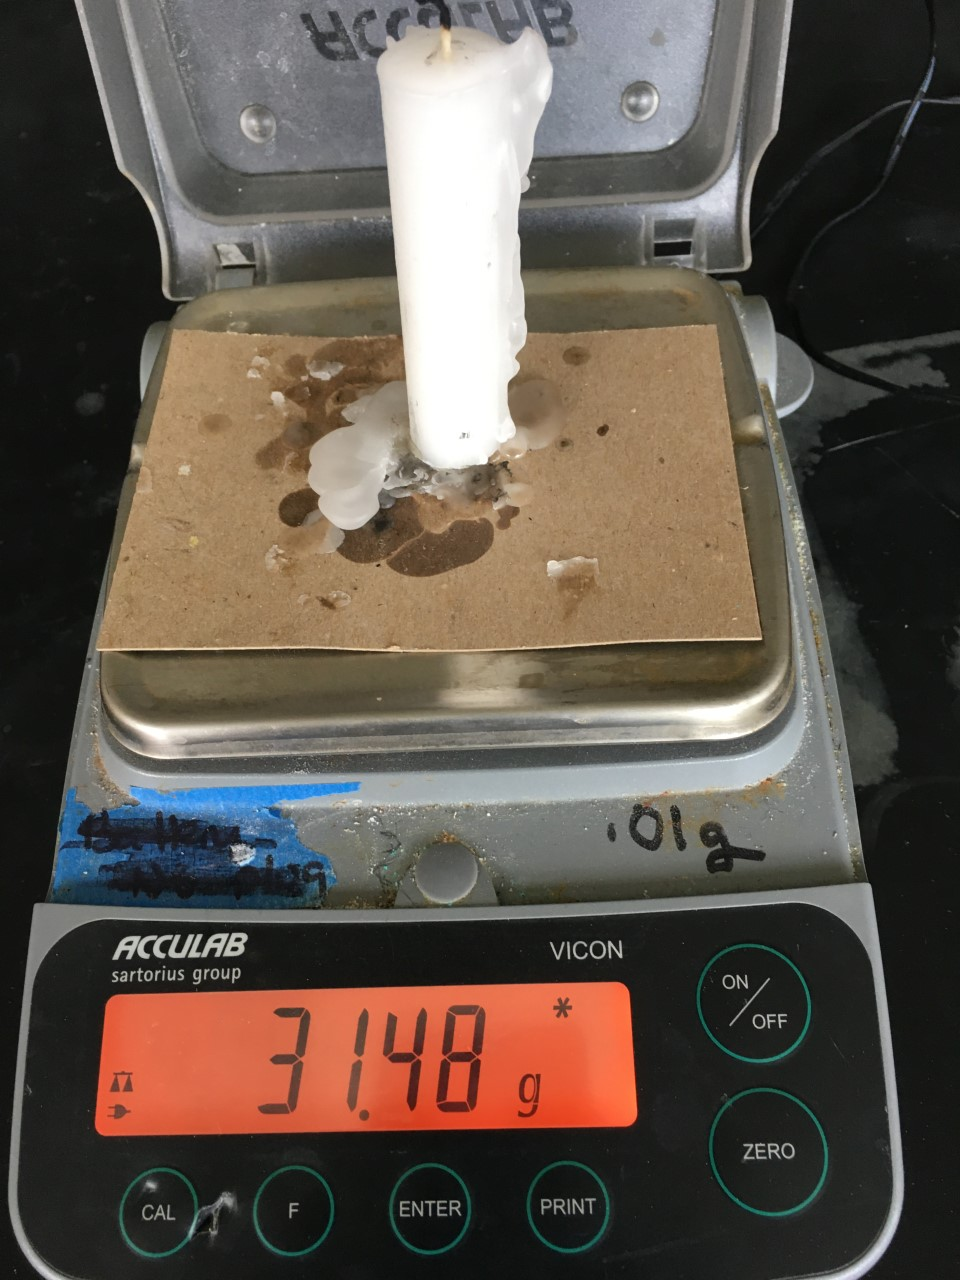 ACCULAB
.01g
ACCULAB
sartorius group
VICON
ON/OFF
31.48 g *
ZERO
CAL
F
ENTER
PRINT